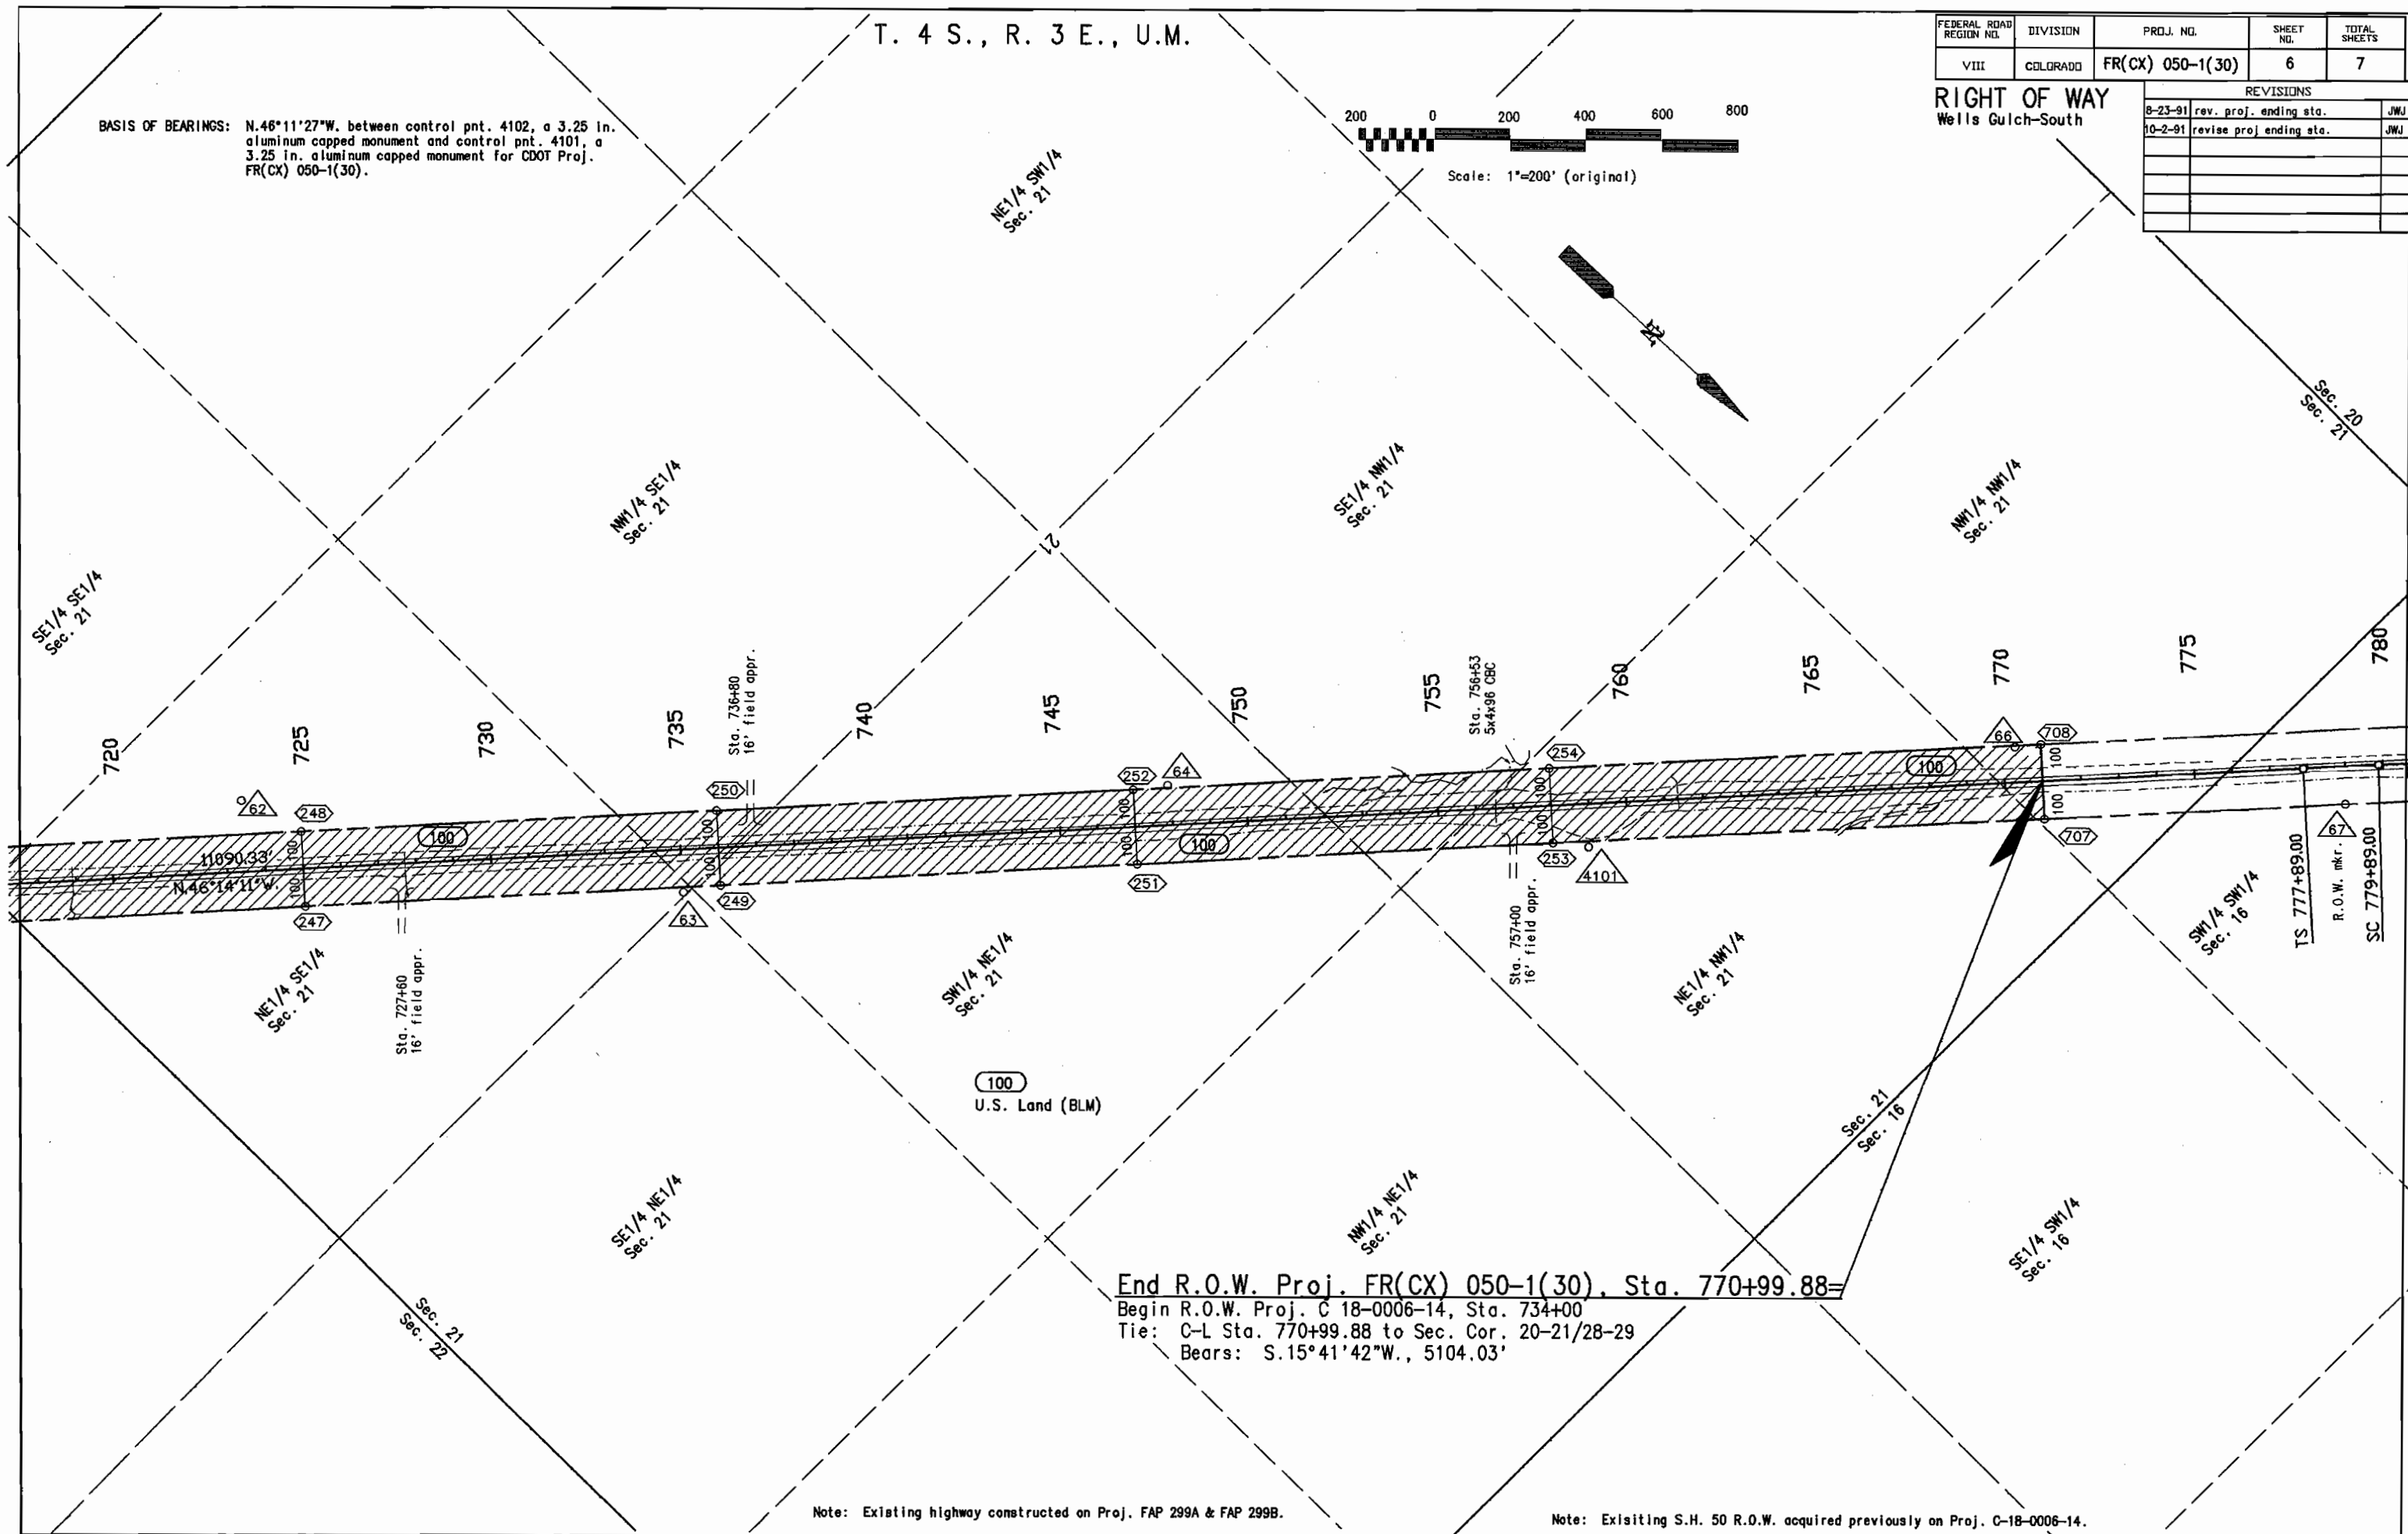 T. 4 S., R. 3 E., U.M.
FEDERAL ROAD REGION NO. DIVISION PROJ. NO. SHEET NO. TOTAL SHEETS
VIII COLORADO FR(CX) 050-1(30) 6 7
RIGHT OF WAY
Wells Gulch-South
REVISIONS
8-23-91 rev. proj. ending sta. JWJ
10-2-91 revise proj ending sta. JWJ
BASIS OF BEARINGS: N.46°11'27"W. between control pnt. 4102, a 3.25 in.
aluminum capped monument and control pnt. 4101, a
3.25 in. aluminum capped monument for CDOT Proj.
FR(CX) 050-1(30).
200 0 200 400 600 800
Scale: 1"=200' (original)
N
NE1/4 SW1/4
Sec. 21
Sec. 20
Sec. 21
NW1/4 SE1/4
Sec. 21
SE1/4 NW1/4
Sec. 21
NW1/4 NW1/4
Sec. 21
21
SE1/4 SE1/4
Sec. 21
720
725
730
735
740
745
750
755
760
765
770
775
780
Sta. 736+80
16' field appr.
Sta. 756+53
5x4x96 CBC
62
248
250
252
64
254
66
708
100
100
100
100
100
100
100
100
100
100
100
100
100
11090.33'
N.46°14'11"W.
247
63
249
251
253
4101
707
67
NE1/4 SE1/4
Sec. 21
Sta. 727+60
16' field appr.
SW1/4 NE1/4
Sec. 21
Sta. 757+00
16' field appr.
NE1/4 NW1/4
Sec. 21
SW1/4 SW1/4
Sec. 16
TS 777+89.00
R.O.W. mkr.
SC 779+89.00
100
U.S. Land (BLM)
Sec. 21
Sec. 16
SE1/4 NE1/4
Sec. 21
NW1/4 NE1/4
Sec. 21
SE1/4 SW1/4
Sec. 16
Sec. 21
Sec. 22
End R.O.W. Proj. FR(CX) 050-1(30), Sta. 770+99.88=
Begin R.O.W. Proj. C 18-0006-14, Sta. 734+00
Tie: C-L Sta. 770+99.88 to Sec. Cor. 20-21/28-29
Bears: S.15°41'42"W., 5104.03'
Note: Existing highway constructed on Proj. FAP 299A & FAP 299B.
Note: Exisiting S.H. 50 R.O.W. acquired previously on Proj. C-18-0006-14.